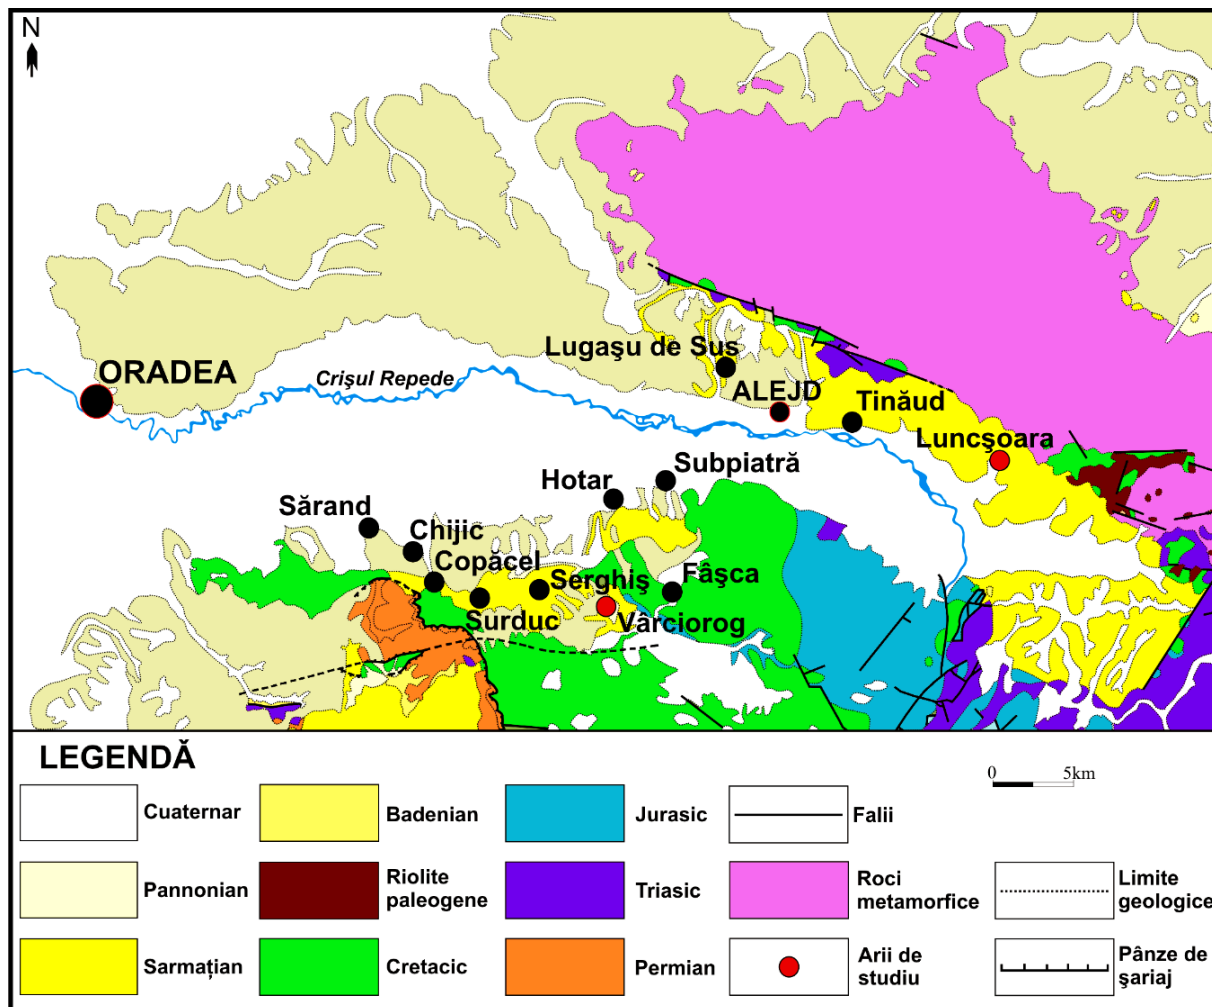 N
Lugaşu de Sus
ORADEA
Crişul Repede
ALEJD
Tinăud
Luncşoara
Subpiatră
Hotar
Sărand
Chijic
Copăcel
Serghiş
Fâşca
Surduc
Vârciorog
LEGENDĂ
0 5km
Cuaternar
Badenian
Jurasic
Falii
Pannonian
Riolite
paleogene
Triasic
Roci
metamorfice
Limite
geologice
Sarmațian
Cretacic
Permian
Arii de
studiu
Pânze de
şariaj